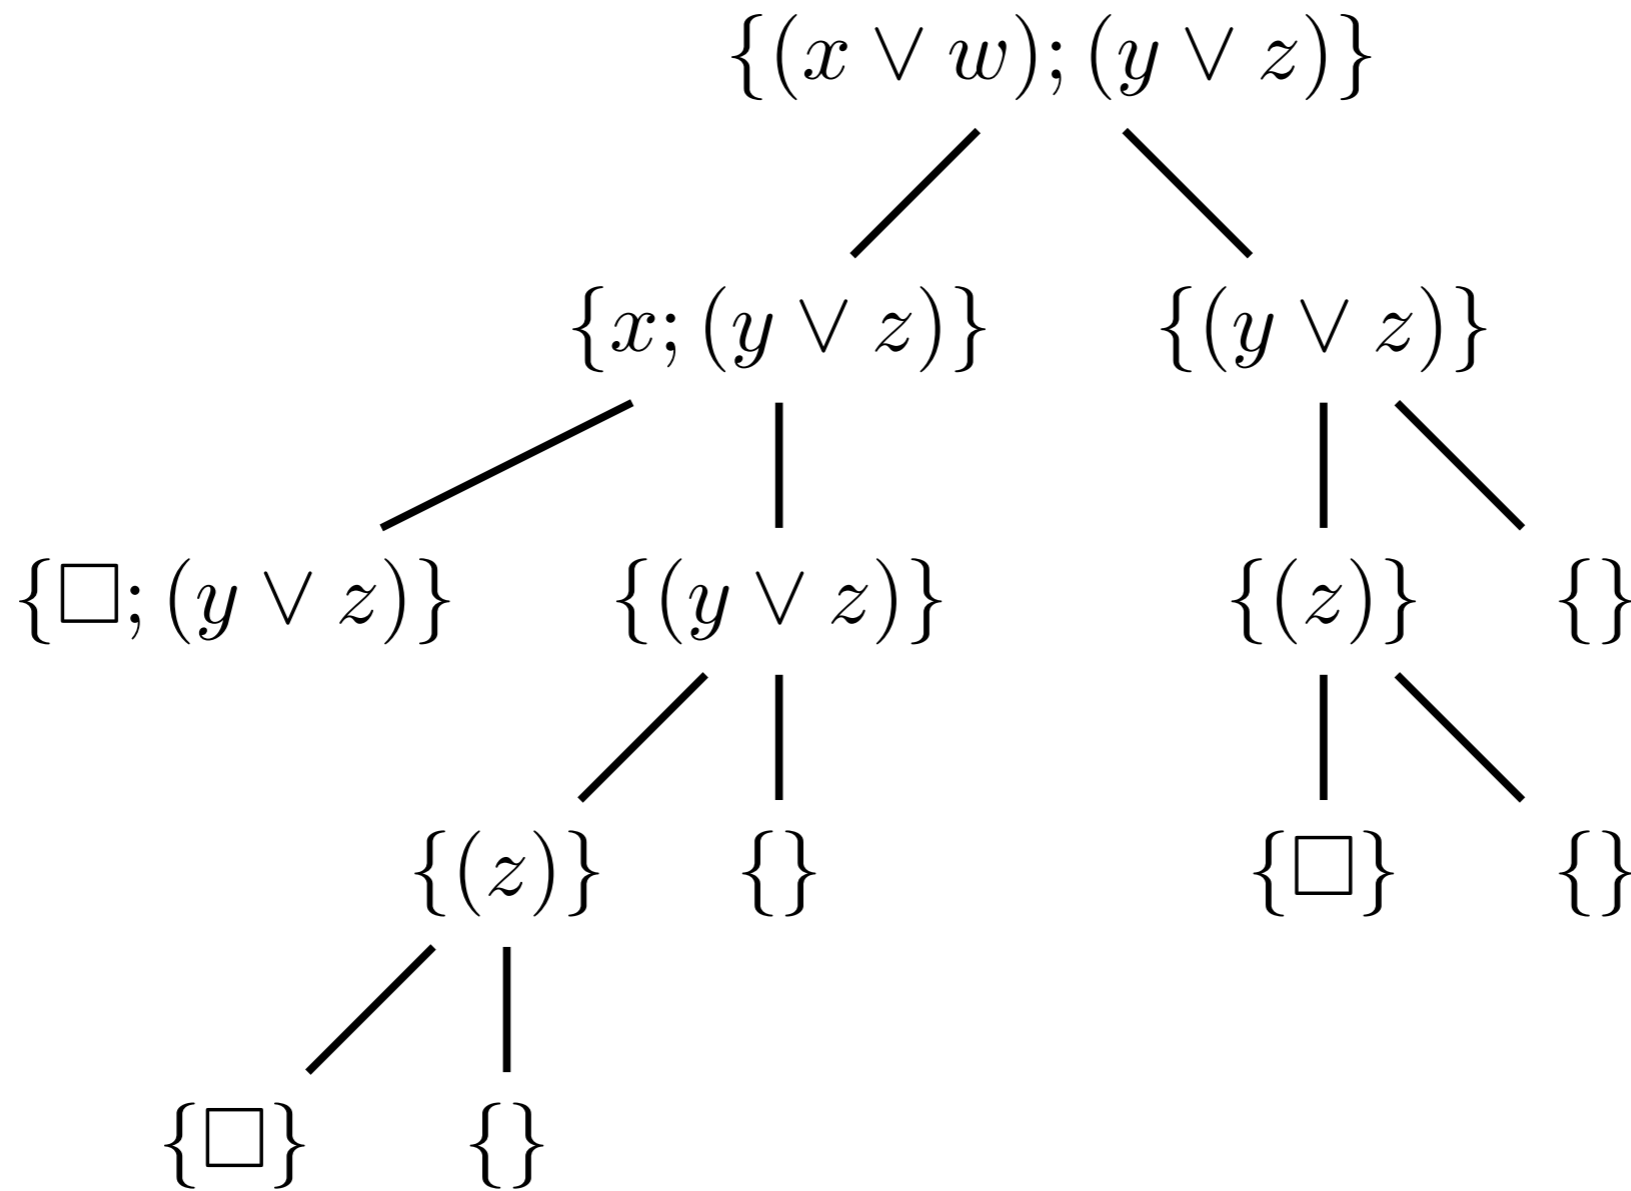 {(x ∨ w); (y ∨ z)}
{x; (y ∨ z)} {(y ∨ z)}
{□; (y ∨ z)} {(y ∨ z)} {(z)} {}
{(z)} {} {□} {}
{□} {}